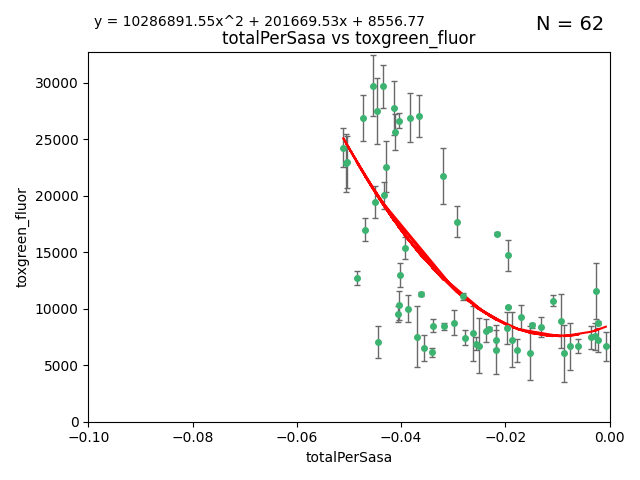 y = 10286891.55x^2 + 201669.53x + 8556.77
N = 62
totalPerSasa vs toxgreen_fluor
toxgreen_fluor
30000
25000
20000
15000
10000
5000
0
−0.10
−0.08
−0.06
−0.04
−0.02
0.00
totalPerSasa